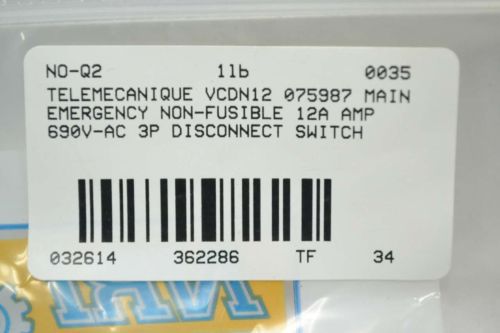 NO-Q2 1lb 0035
TELEMECANIQUE VCDN12 075987 MAIN
EMERGENCY NON-FUSIBLE 12A AMP
690V-AC 3P DISCONNECT SWITCH
032614 362286 TF 34